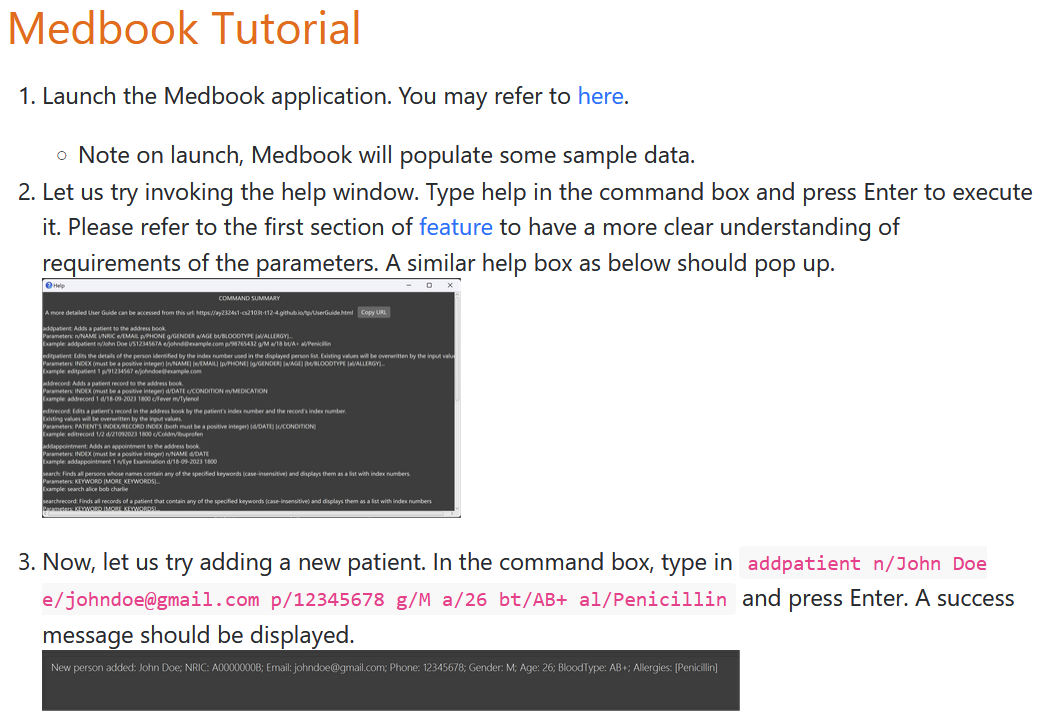 Medbook Tutorial
1. Launch the Medbook application. You may refer to here.
○ Note on launch, Medbook will populate some sample data.
2. Let us try invoking the help window. Type help in the command box and press Enter to execute
it. Please refer to the first section of feature to have a more clear understanding of
requirements of the parameters. A similar help box as below should pop up.
Help
COMMAND SUMMARY
A more detailed User Guide can be accessed from this url: https://ay2324s1-cs2103t-t12-4.github.io/tp/UserGuide.html Copy URL
addpatient: Adds a patient to the address book.
Parameters: n/NAME i/NRIC e/EMAIL p/PHONE g/GENDER a/AGE bt/BLOODTYPE [al/ALLERGY]...
Example: addpatient n/John Doe i/S1234567A e/johnd@example.com p/98765432 g/M a/18 bt/A+ al/Penicillin
editpatient: Edits the details of the person identified by the index number used in the displayed person list. Existing values will be overwritten by the input valu
Parameters: INDEX (must be a positive integer) [n/NAME] [e/EMAIL] [p/PHONE] [g/GENDER] [a/AGE] [bt/BLOODTYPE [al/ALLERGY]...
Example: editpatient 1 p/91234567 e/johndoe@example.com
addrecord: Adds a patient record to the address book.
Parameters: INDEX (must be a positive integer) d/DATE c/CONDITION m/MEDICATION
Example: addrecord 1 d/18-09-2023 1800 c/Fever m/Tylenol
editrecord: Edits a patient's record in the address book by the patient's index number and the record's index number.
Existing values will be overwritten by the input values.
Parameters: PATIENT'S INDEX/RECORD INDEX (both must be a positive integer) [d/DATE] [c/CONDITION]
Example: editrecord 1/2 d/21092023 1800 c/Coldm/Ibuprofen
addappointment: Adds an appointment to the address book.
Parameters: INDEX (must be a positive integer) n/NAME d/DATE
Example: addappointment 1 n/Eye Examination d/18-09-2023 1800
search: Finds all persons whose names contain any of the specified keywords (case-insensitive) and displays them as a list with index numbers.
Parameters: KEYWORD [MORE_KEYWORDS]...
Example: search alice bob charlie
searchrecord: Finds all records of a patient that contain any of the specified keywords (case-insensitive) and displays them as a list with index numbers
Parameters: KEYWORD [MORE_KEYWORDS]...
3. Now, let us try adding a new patient. In the command box, type in addpatient n/John Doe
e/johndoe@gmail.com p/12345678 g/M a/26 bt/AB+ al/Penicillin and press Enter. A success
message should be displayed.
New person added: John Doe; NRIC: A0000000B; Email: johndoe@gmail.com; Phone: 12345678; Gender: M; Age: 26; BloodType: AB+; Allergies: [Penicillin]